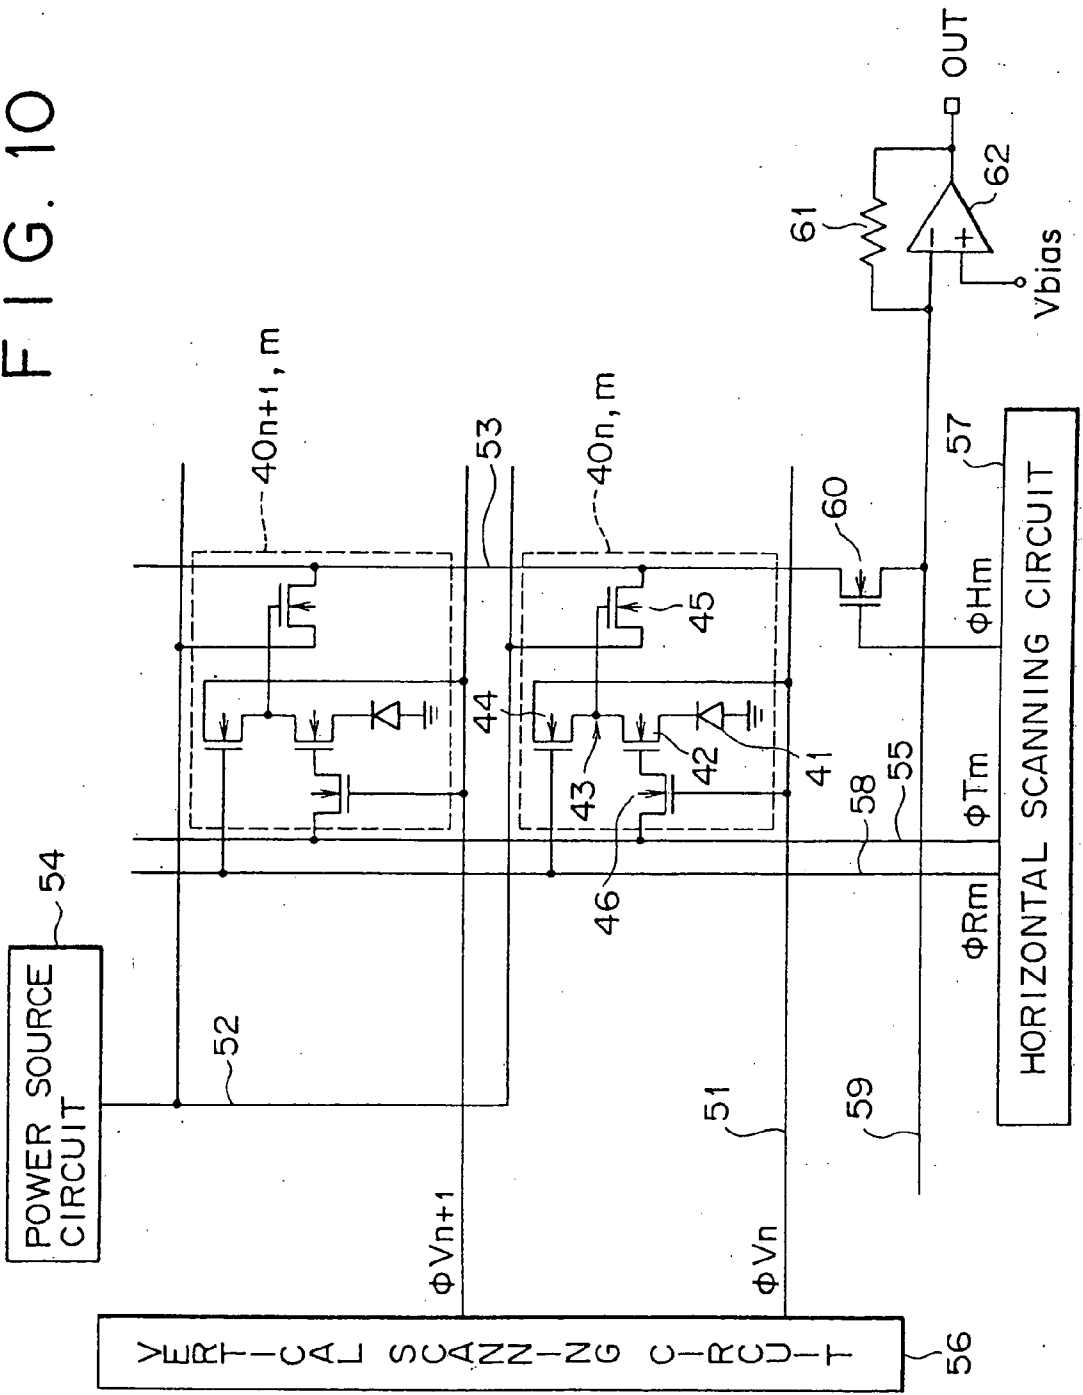 FIG. 10
POWER SOURCE
CIRCUIT
54
52
40n+1, m
53
40n, m
44
45
43
42
41
46
ΦVn+1
ΦVn
51
VERTICAL SCANNING CIRCUIT
56
58
55
59
ΦRm
ΦTm
ΦHm
60
57
HORIZONTAL SCANNING CIRCUIT
61
62
−
+
Vbias
OUT